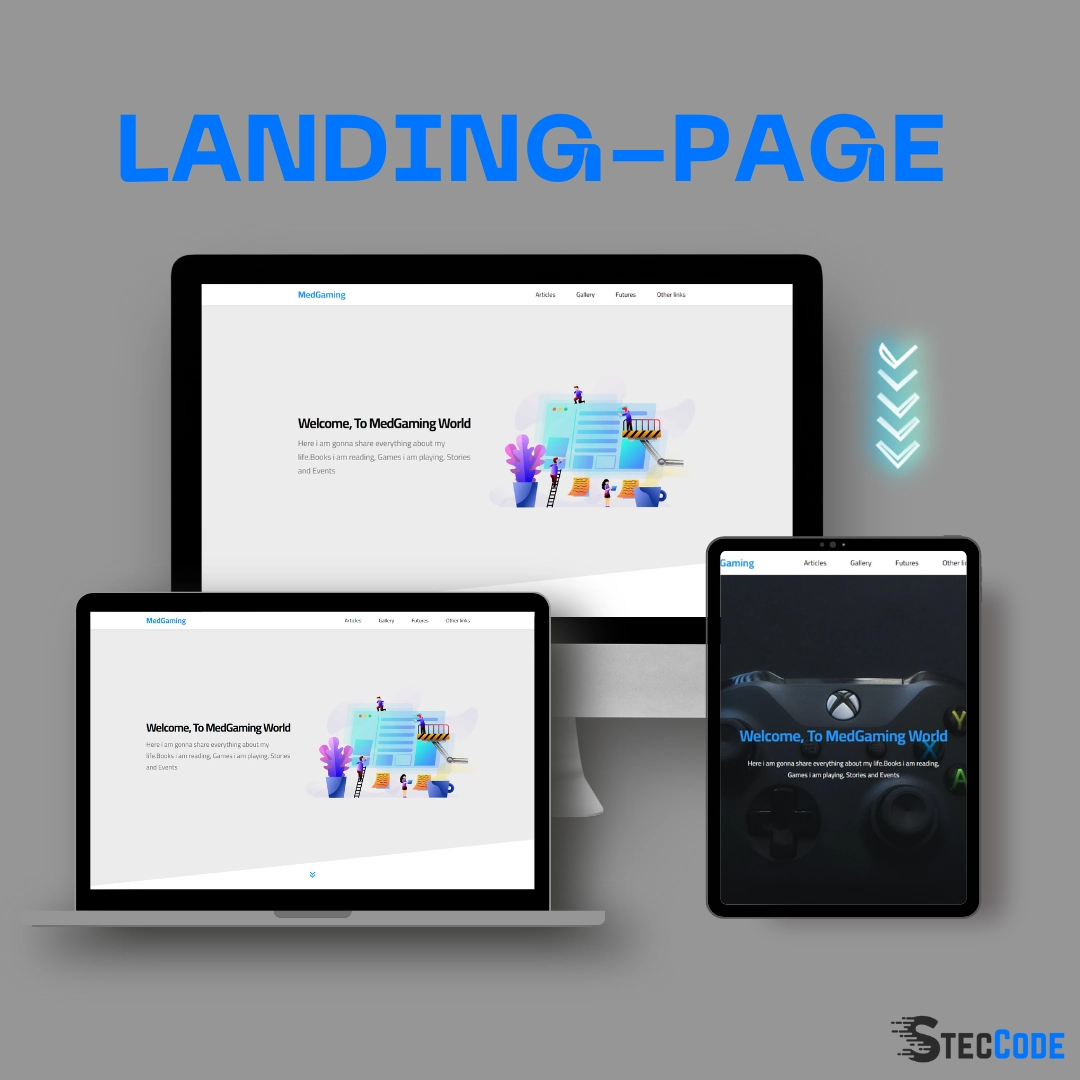 LANDING-PAGE
MedGaming
Articles Gallery Futures Other links
Welcome, To MedGaming World
Here i am gonna share everything about my
life.Books i am reading, Games i am playing, Stories
and Events
MedGaming
Articles Gallery Futures Other links
Welcome, To MedGaming World
Here i am gonna share everything about my
life.Books i am reading, Games i am playing, Stories
and Events
Gaming
Articles Gallery Futures Other lin
Welcome, To MedGaming World
Here i am gonna share everything about my life.Books i am reading,
Games i am playing, Stories and Events
Y
X
A
STECCODE